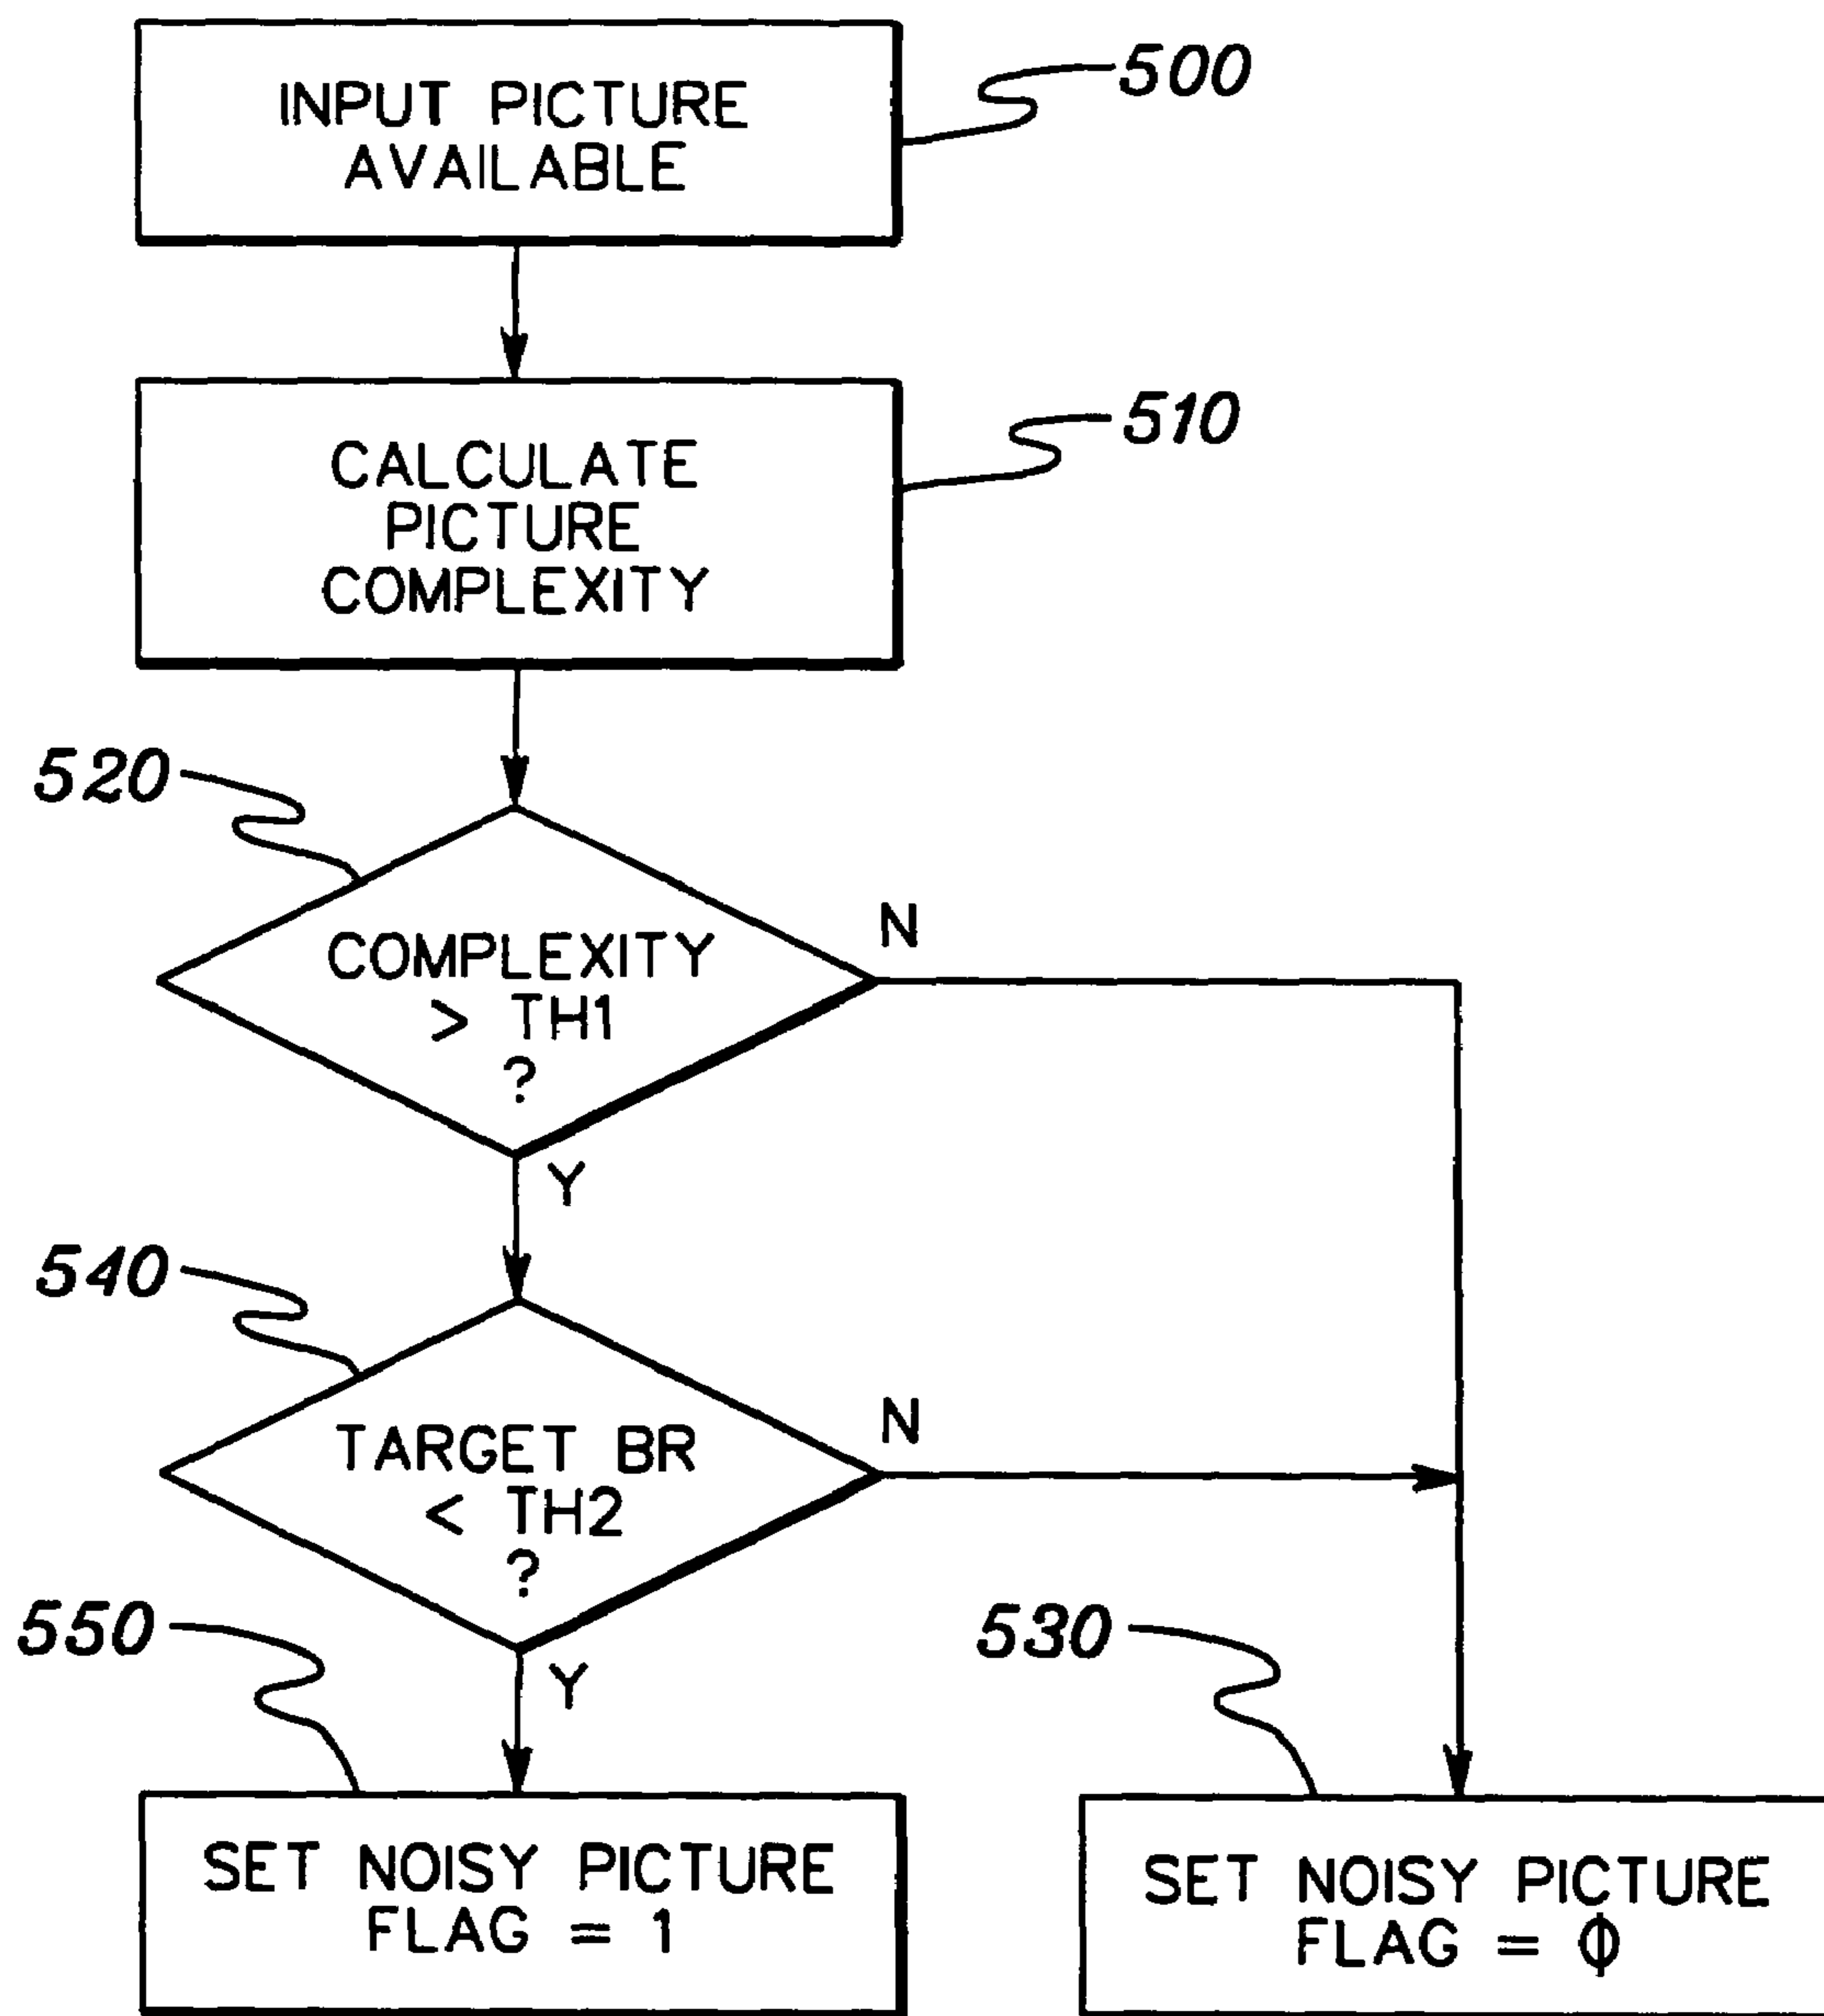 INPUT PICTURE
AVAILABLE
500
CALCULATE
PICTURE
COMPLEXITY
510
520
COMPLEXITY
> TH1
?
N
Y
540
TARGET BR
< TH2
?
N
Y
550
SET NOISY PICTURE
FLAG = 1
530
SET NOISY PICTURE
FLAG = ϕ